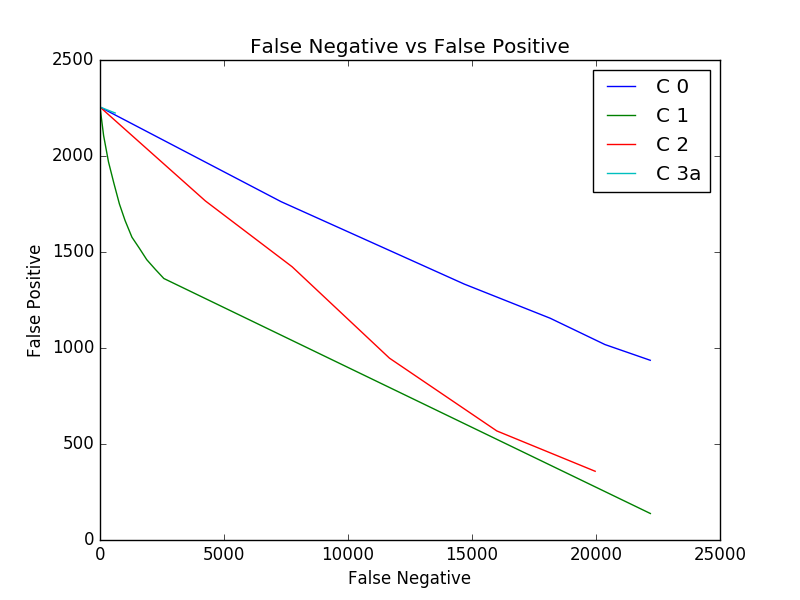 False Negative vs False Positive
2500
2000
1500
1000
500
0
False Positive
C 0
C 1
C 2
C 3a
0 5000 10000 15000 20000 25000
False Negative